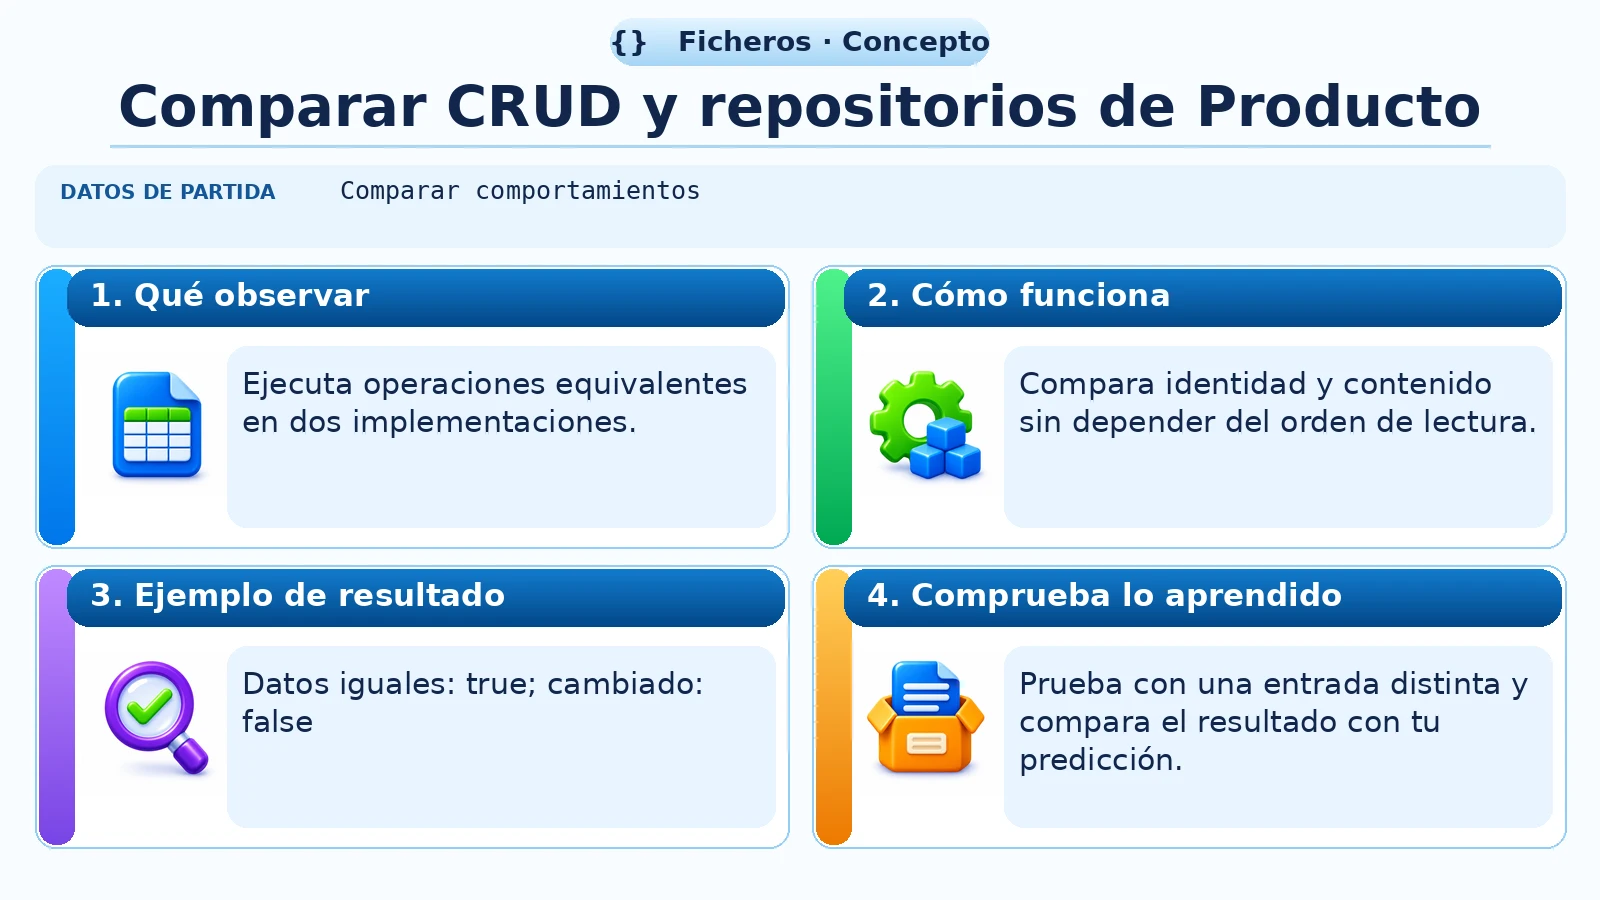 {} Ficheros · Concepto
Comparar CRUD y repositorios de Producto
DATOS DE PARTIDA Comparar comportamientos
1. Qué observar
Ejecuta operaciones equivalentes
en dos implementaciones.
2. Cómo funciona
Compara identidad y contenido
sin depender del orden de lectura.
3. Ejemplo de resultado
Datos iguales: true; cambiado:
false
4. Comprueba lo aprendido
Prueba con una entrada distinta y
compara el resultado con tu
predicción.